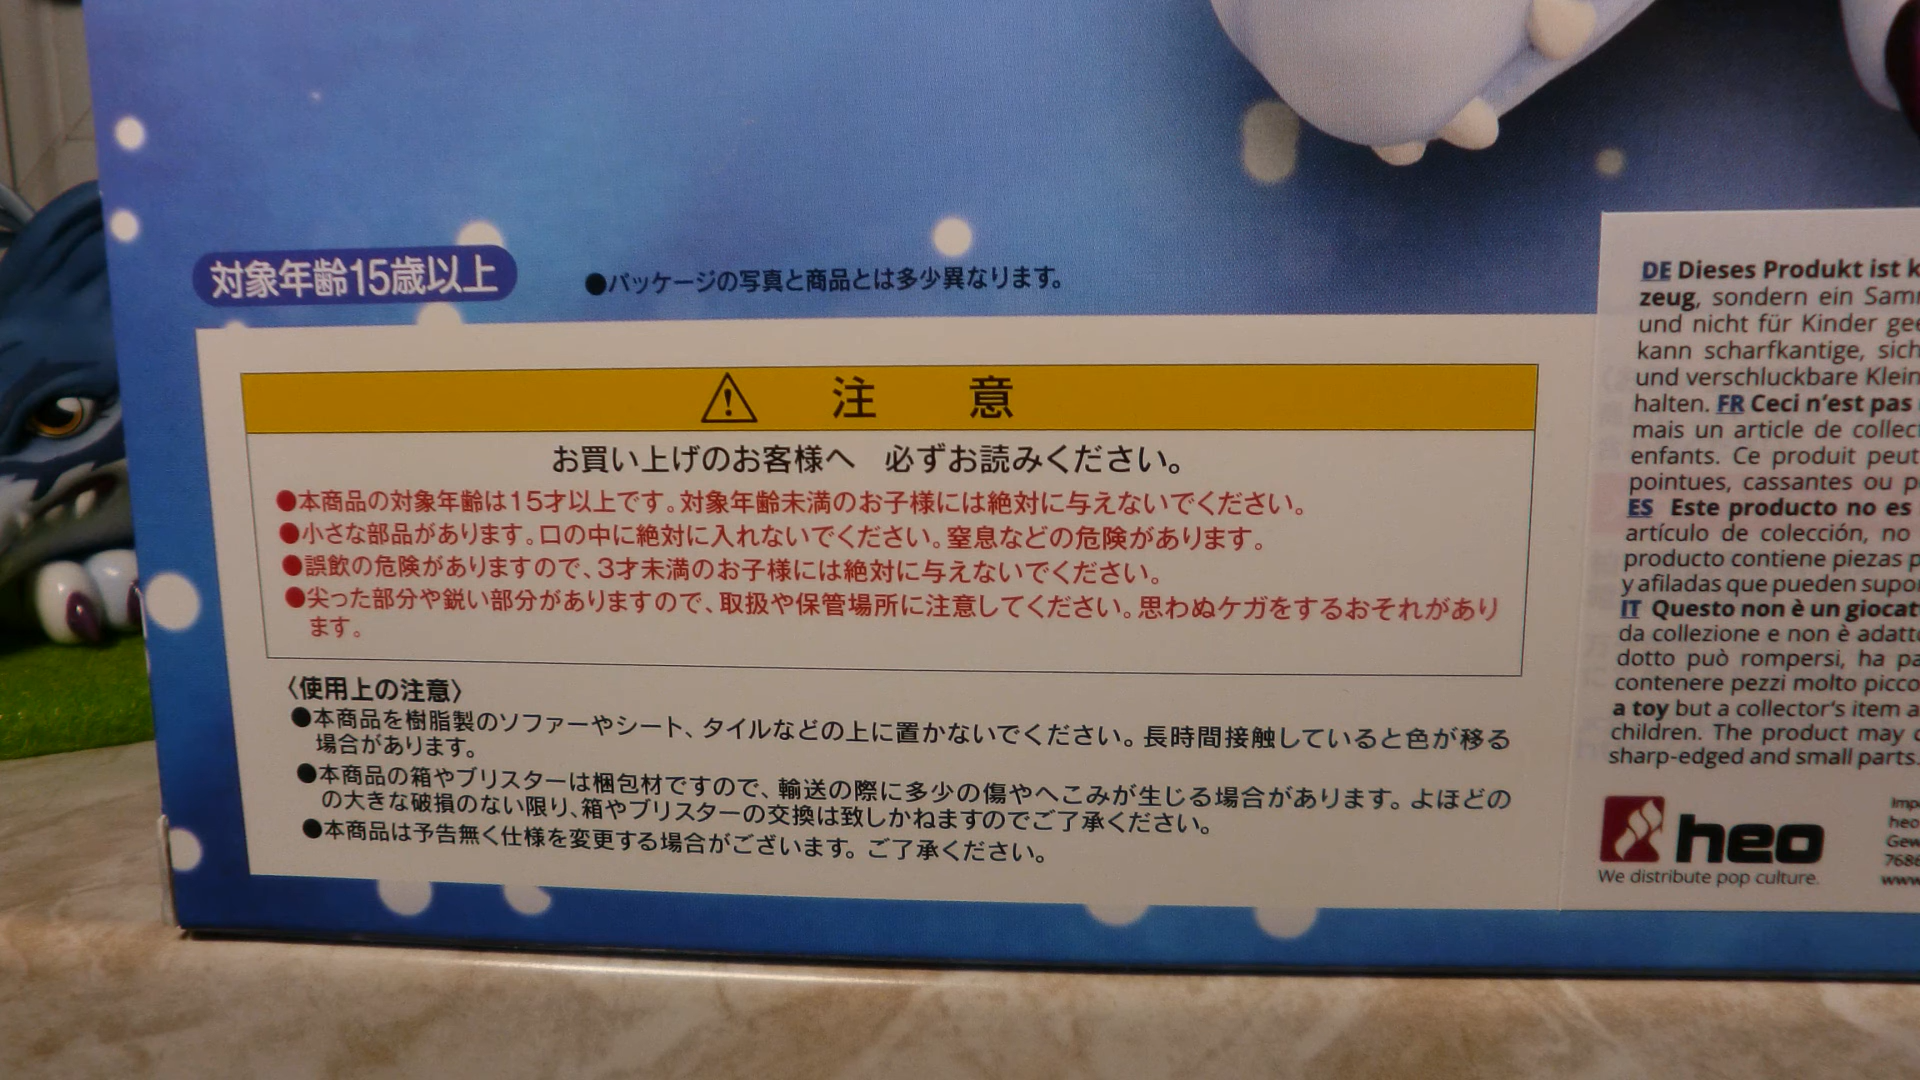 対象年齢15歳以上
●パッケージの写真と商品とは多少異なります。
注 意
お買い上げのお客様へ 必ずお読みください。
●本商品の対象年齢は15才以上です。対象年齢未満のお子様には絶対に与えないでください。
●小さな部品があります。口の中に絶対に入れないでください。窒息などの危険があります。
●誤飲の危険がありますので、3才未満のお子様には絶対に与えないでください。
●尖った部分や鋭い部分がありますので、取扱や保管場所に注意してください。思わぬケガをするおそれがあり
ます。
〈使用上の注意〉
●本商品を樹脂製のソファーやシート、タイルなどの上に置かないでください。長時間接触していると色が移る
場合があります。
●本商品の箱やブリスターは梱包材ですので、輸送の際に多少の傷やへこみが生じる場合があります。よほどの
の大きな破損のない限り、箱やブリスターの交換は致しかねますのでご了承ください。
●本商品は予告無く仕様を変更する場合がございます。ご了承ください。
DE Dieses Produkt ist
zeug, sondern ein
und nicht für Kinder
kann scharfkantige,
und verschluckbare
halten. FR Ceci n'est pas
mais un article de
enfants. Ce produit peut
pointues, cassantes ou
ES Este producto no es
artículo de colección, no
producto contiene piezas
y afiladas que pueden
IT Questo non è un
da collezione e non è
dotto può rompersi, ha
contenere pezzi molto
a toy but a collector's item
children. The product may
sharp-edged and small parts.
heo
We distribute pop culture.
heo